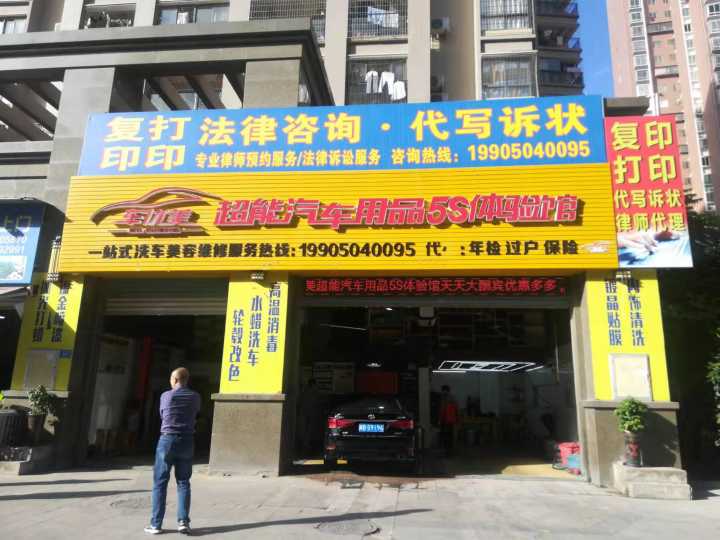 复打
印印
法律咨询·代写诉状
专业律师预约服务/法律诉讼服务 咨询热线：19905040095
复印
打印
代写诉状
律师代理
车优美
超能汽车用品5S体验馆
一站式洗车美容维修服务热线:19905040095 代 :年检 过户 保险
美超能汽车用品5S体验馆天天大酬宾优惠多多
高温消毒
水蜡洗车
轮毂改色
内饰清洗
镀晶贴膜